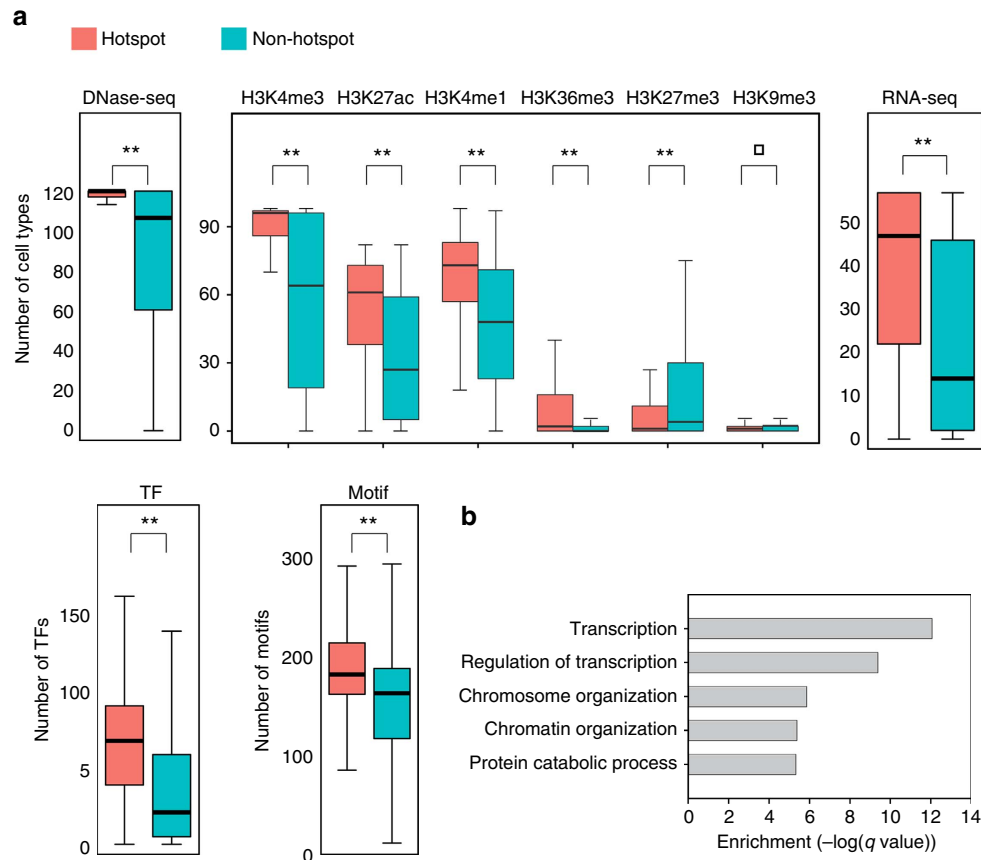 a
Hotspot Non-hotspot
DNase-seq H3K4me3 H3K27ac H3K4me1 H3K36me3 H3K27me3 H3K9me3 RNA-seq
** ** ** ** ** ** **
Number of cell types
120
100
80
60
40
20
0
90
60
30
0
50
40
30
20
10
0
TF
**
Number of TFs
150
100
5
0
Motif
**
Number of motifs
300
200
100
0
b
Transcription
Regulation of transcription
Chromosome organization
Chromatin organization
Protein catabolic process
0 2 4 6 8 10 12 14
Enrichment (–log(q value))